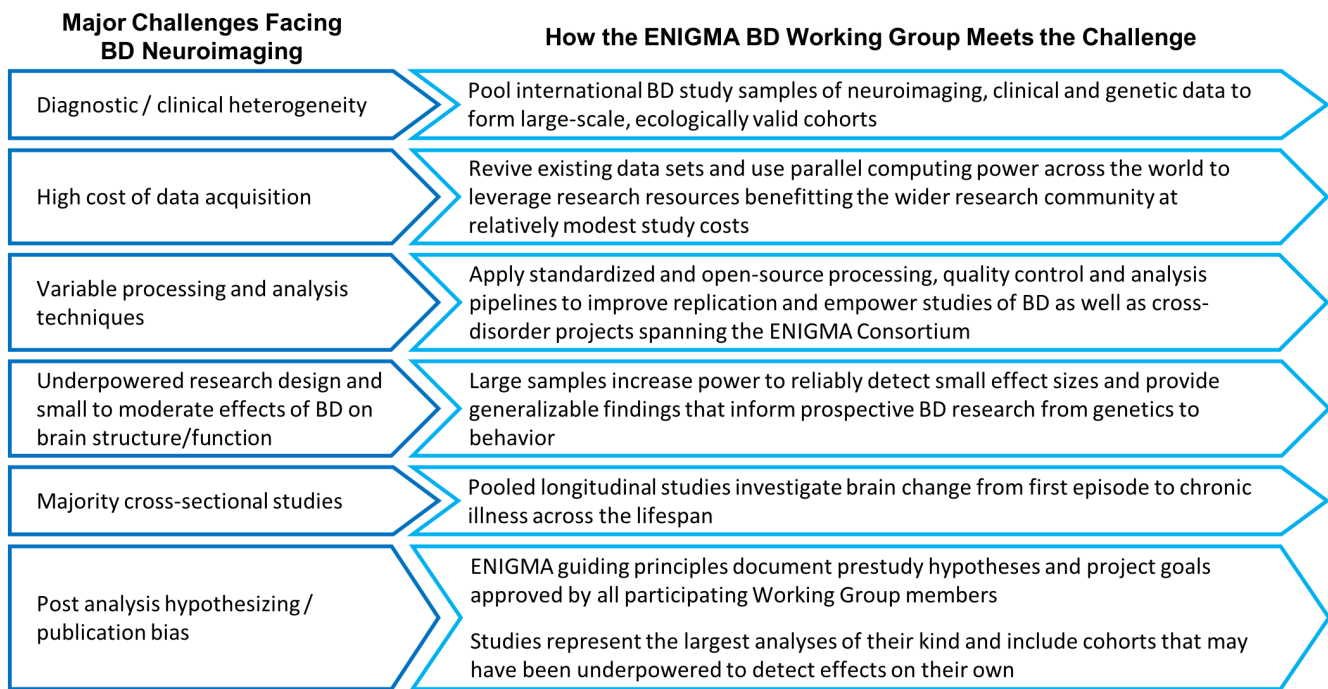 Major Challenges Facing
BD Neuroimaging
How the ENIGMA BD Working Group Meets the Challenge
Diagnostic / clinical heterogeneity
Pool international BD study samples of neuroimaging, clinical and genetic data to
form large-scale, ecologically valid cohorts
High cost of data acquisition
Revive existing data sets and use parallel computing power across the world to
leverage research resources benefitting the wider research community at
relatively modest study costs
Variable processing and analysis
techniques
Apply standardized and open-source processing, quality control and analysis
pipelines to improve replication and empower studies of BD as well as cross-
disorder projects spanning the ENIGMA Consortium
Underpowered research design and
small to moderate effects of BD on
brain structure/function
Large samples increase power to reliably detect small effect sizes and provide
generalizable findings that inform prospective BD research from genetics to
behavior
Majority cross-sectional studies
Pooled longitudinal studies investigate brain change from first episode to chronic
illness across the lifespan
Post analysis hypothesizing /
publication bias
ENIGMA guiding principles document prestudy hypotheses and project goals
approved by all participating Working Group members
Studies represent the largest analyses of their kind and include cohorts that may
have been underpowered to detect effects on their own